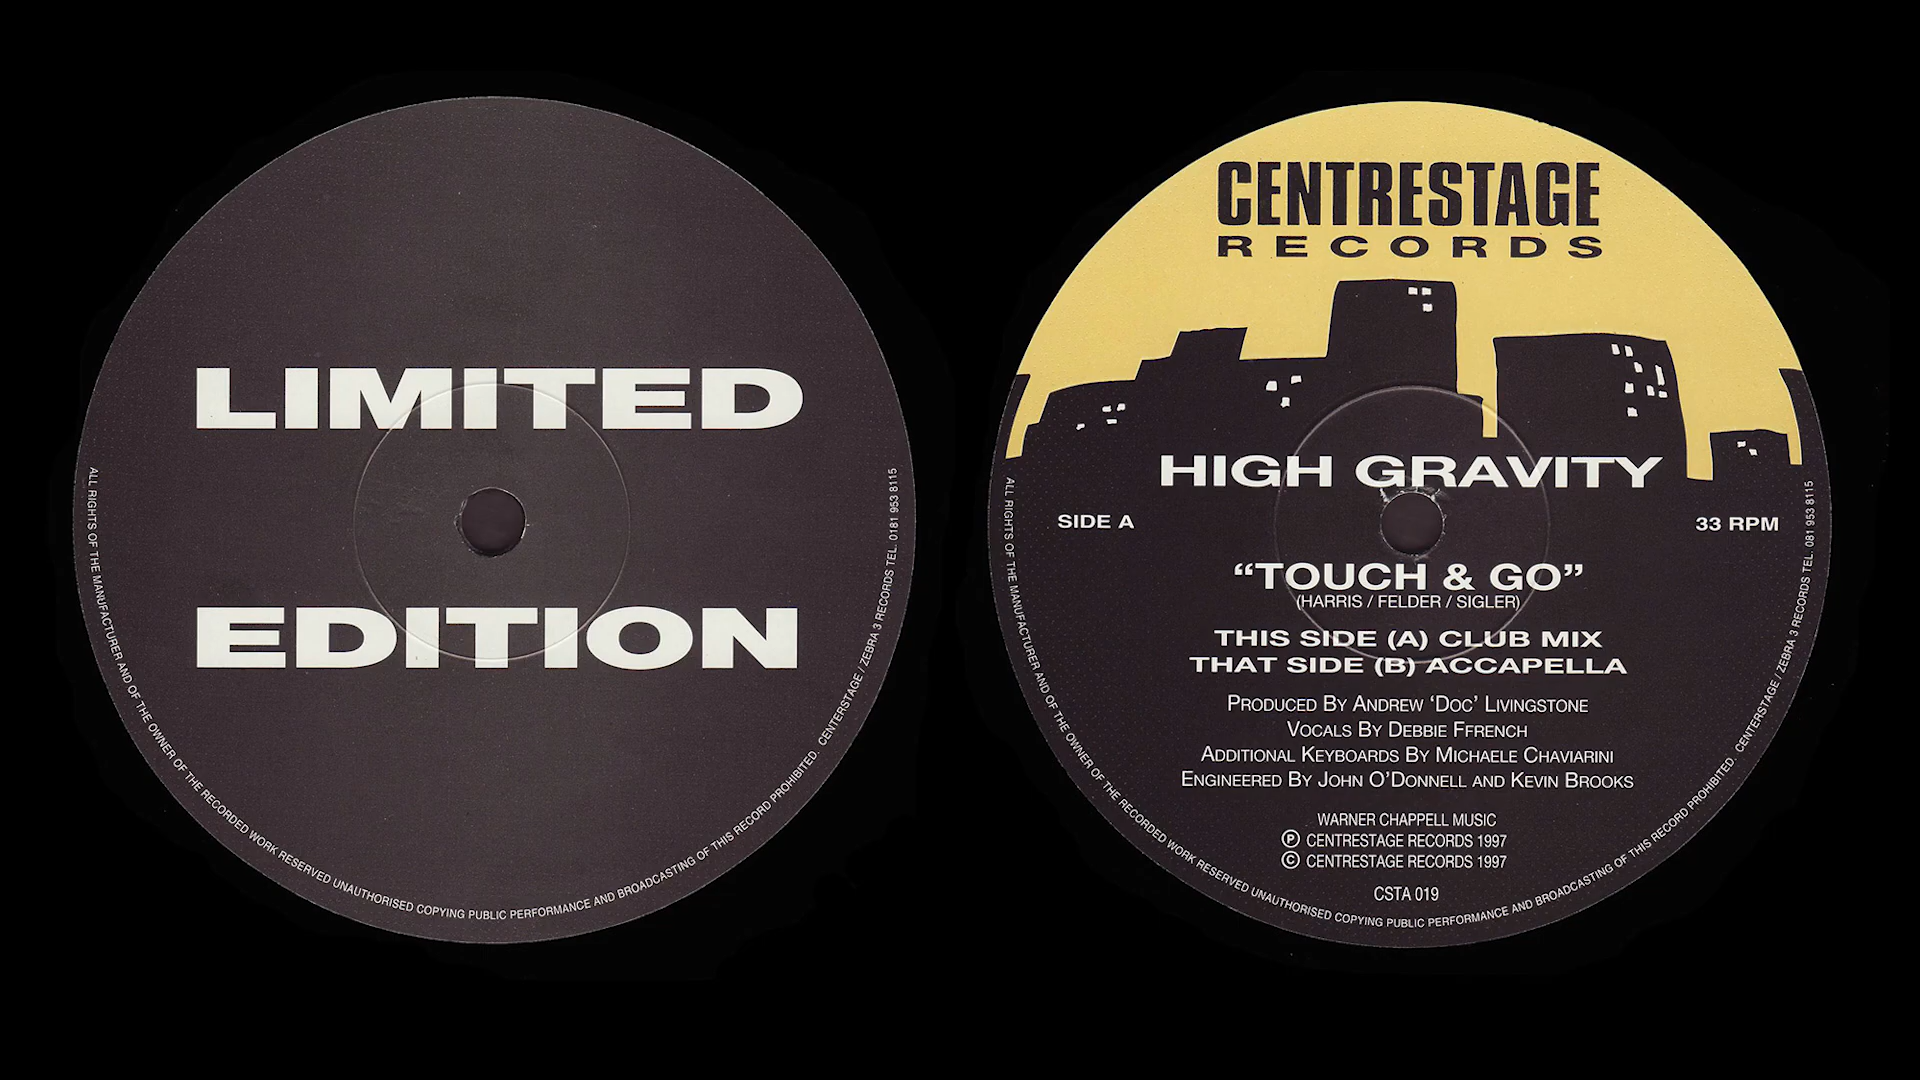 LIMITED
EDITION
ALL RIGHTS OF THE MANUFACTURER AND OF THE OWNER OF THE RECORDED WORK RESERVED UNAUTHORISED COPYING PUBLIC PERFORMANCE AND BROADCASTING OF THIS RECORD PROHIBITED. CENTERSTAGE / ZEBRA 3 RECORDS TEL. 0181 953 8115
CENTRESTAGE
RECORDS
HIGH GRAVITY
SIDE A
33 RPM
“TOUCH & GO”
(HARRIS / FELDER / SIGLER)
THIS SIDE (A) CLUB MIX
THAT SIDE (B) ACCAPELLA
PRODUCED BY ANDREW ‘DOC’ LIVINGSTONE
VOCALS BY DEBBIE FFRENCH
ADDITIONAL KEYBOARDS BY MICHAELE CHAVIARINI
ENGINEERED BY JOHN O’DONNELL AND KEVIN BROOKS
WARNER CHAPPELL MUSIC
Ⓟ CENTRESTAGE RECORDS 1997
© CENTRESTAGE RECORDS 1997
CSTA 019
ALL RIGHTS OF THE MANUFACTURER AND OF THE OWNER OF THE RECORDED WORK RESERVED UNAUTHORISED COPYING PUBLIC PERFORMANCE AND BROADCASTING OF THIS RECORD PROHIBITED. CENTERSTAGE / ZEBRA 3 RECORDS TEL. 081 953 8115